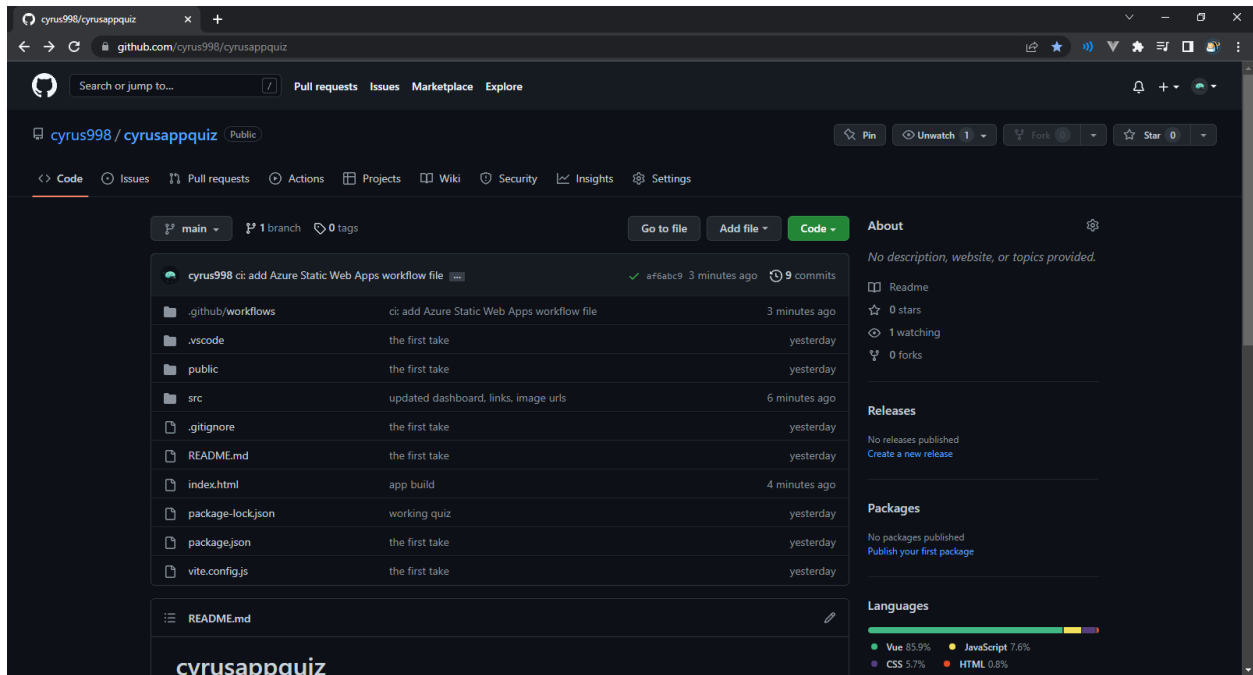 cyrus998/cyrusappquiz
github.com/cyrus998/cyrusappquiz
Search or jump to... / Pull requests Issues Marketplace Explore
cyrus998 / cyrusappquiz Public Pin Unwatch 1 Fork 0 Star 0
Code Issues Pull requests Actions Projects Wiki Security Insights Settings
main 1 branch 0 tags Go to file Add file Code
cyrus998 ci: add Azure Static Web Apps workflow file ... af6abc9 3 minutes ago 9 commits
.github/workflows ci: add Azure Static Web Apps workflow file 3 minutes ago
.vscode the first take yesterday
public the first take yesterday
src updated dashboard, links, image urls 6 minutes ago
.gitignore the first take yesterday
README.md the first take yesterday
index.html app build 4 minutes ago
package-lock.json working quiz yesterday
package.json the first take yesterday
vite.config.js the first take yesterday
README.md
cyrusappquiz
About
No description, website, or topics provided.
Readme
0 stars
1 watching
0 forks
Releases
No releases published
Create a new release
Packages
No packages published
Publish your first package
Languages
Vue 85.9% JavaScript 7.6%
CSS 5.7% HTML 0.8%